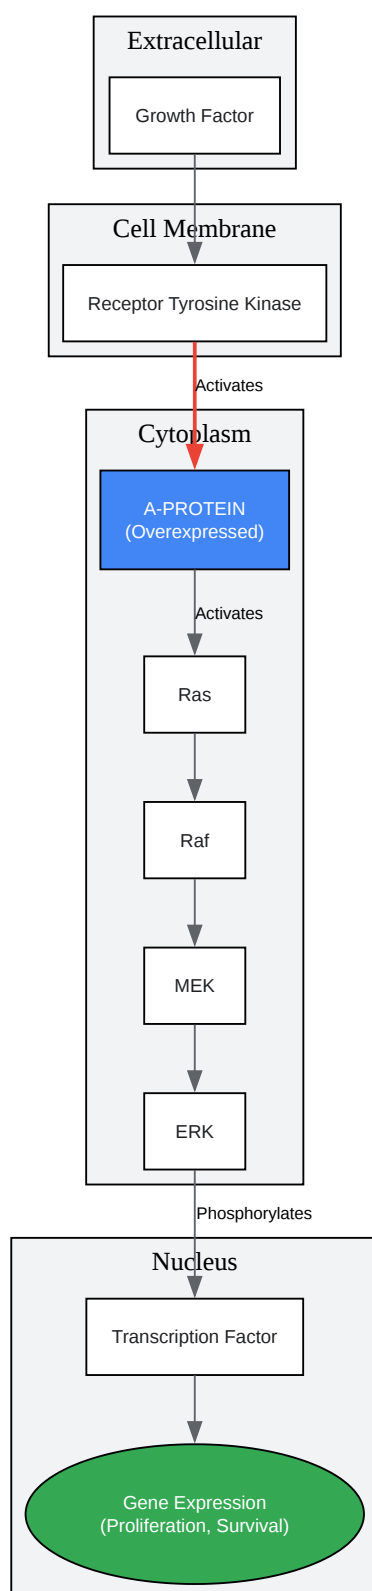 Extracellular
Growth Factor
Cell Membrane
Receptor Tyrosine Kinase
Activates
Cytoplasm
A-PROTEIN
(Overexpressed)
Activates
Ras
Raf
MEK
ERK
Phosphorylates
Nucleus
Transcription Factor
Gene Expression
(Proliferation, Survival)